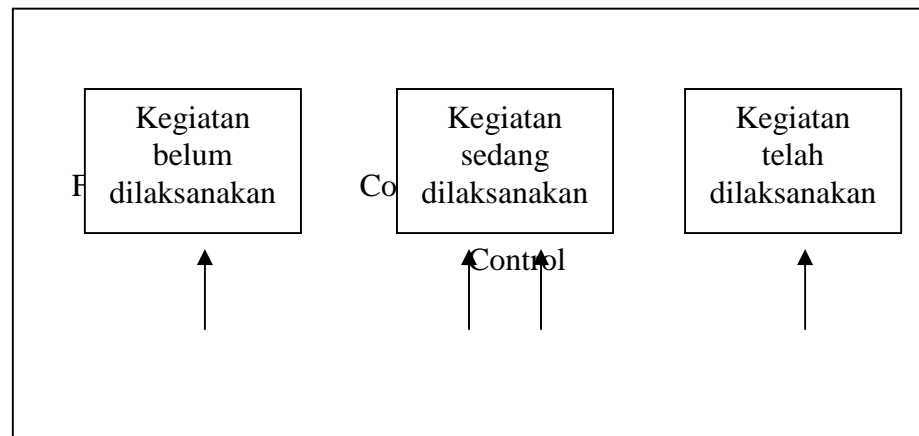 Kegiatan
belum
dilaksanakan
Kegiatan
sedang
dilaksanakan
Kegiatan
telah
dilaksanakan
Control